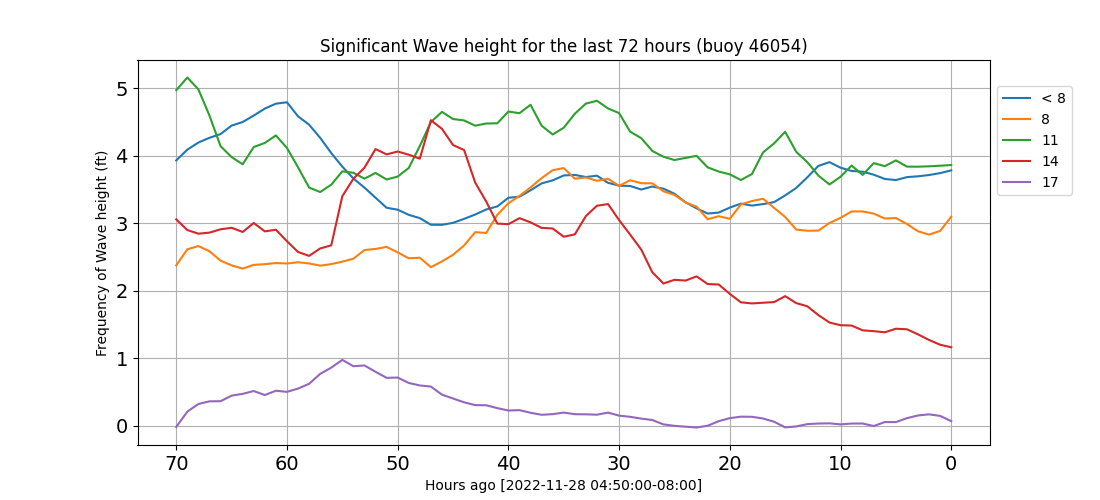 Significant Wave height for the last 72 hours (buoy 46054)
Frequency of Wave height (ft)
5
4
3
2
1
0
70 60 50 40 30 20 10 0
Hours ago [2022-11-28 04:50:00-08:00]
< 8
8
11
14
17